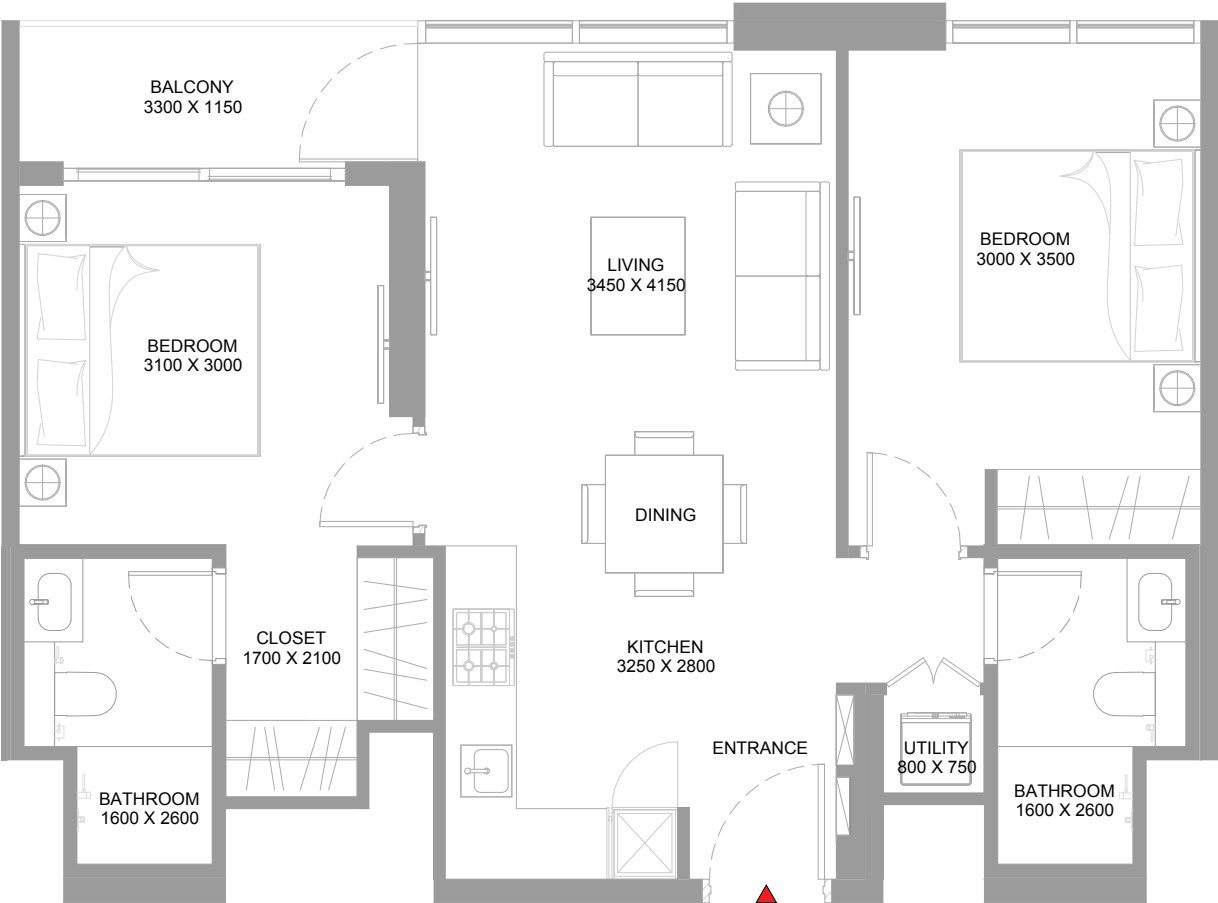 BALCONY
3300 X 1150
BEDROOM
3100 X 3000
LIVING
3450 X 4150
BEDROOM
3000 X 3500
DINING
CLOSET
1700 X 2100
KITCHEN
3250 X 2800
ENTRANCE
UTILITY
800 X 750
BATHROOM
1600 X 2600
BATHROOM
1600 X 2600